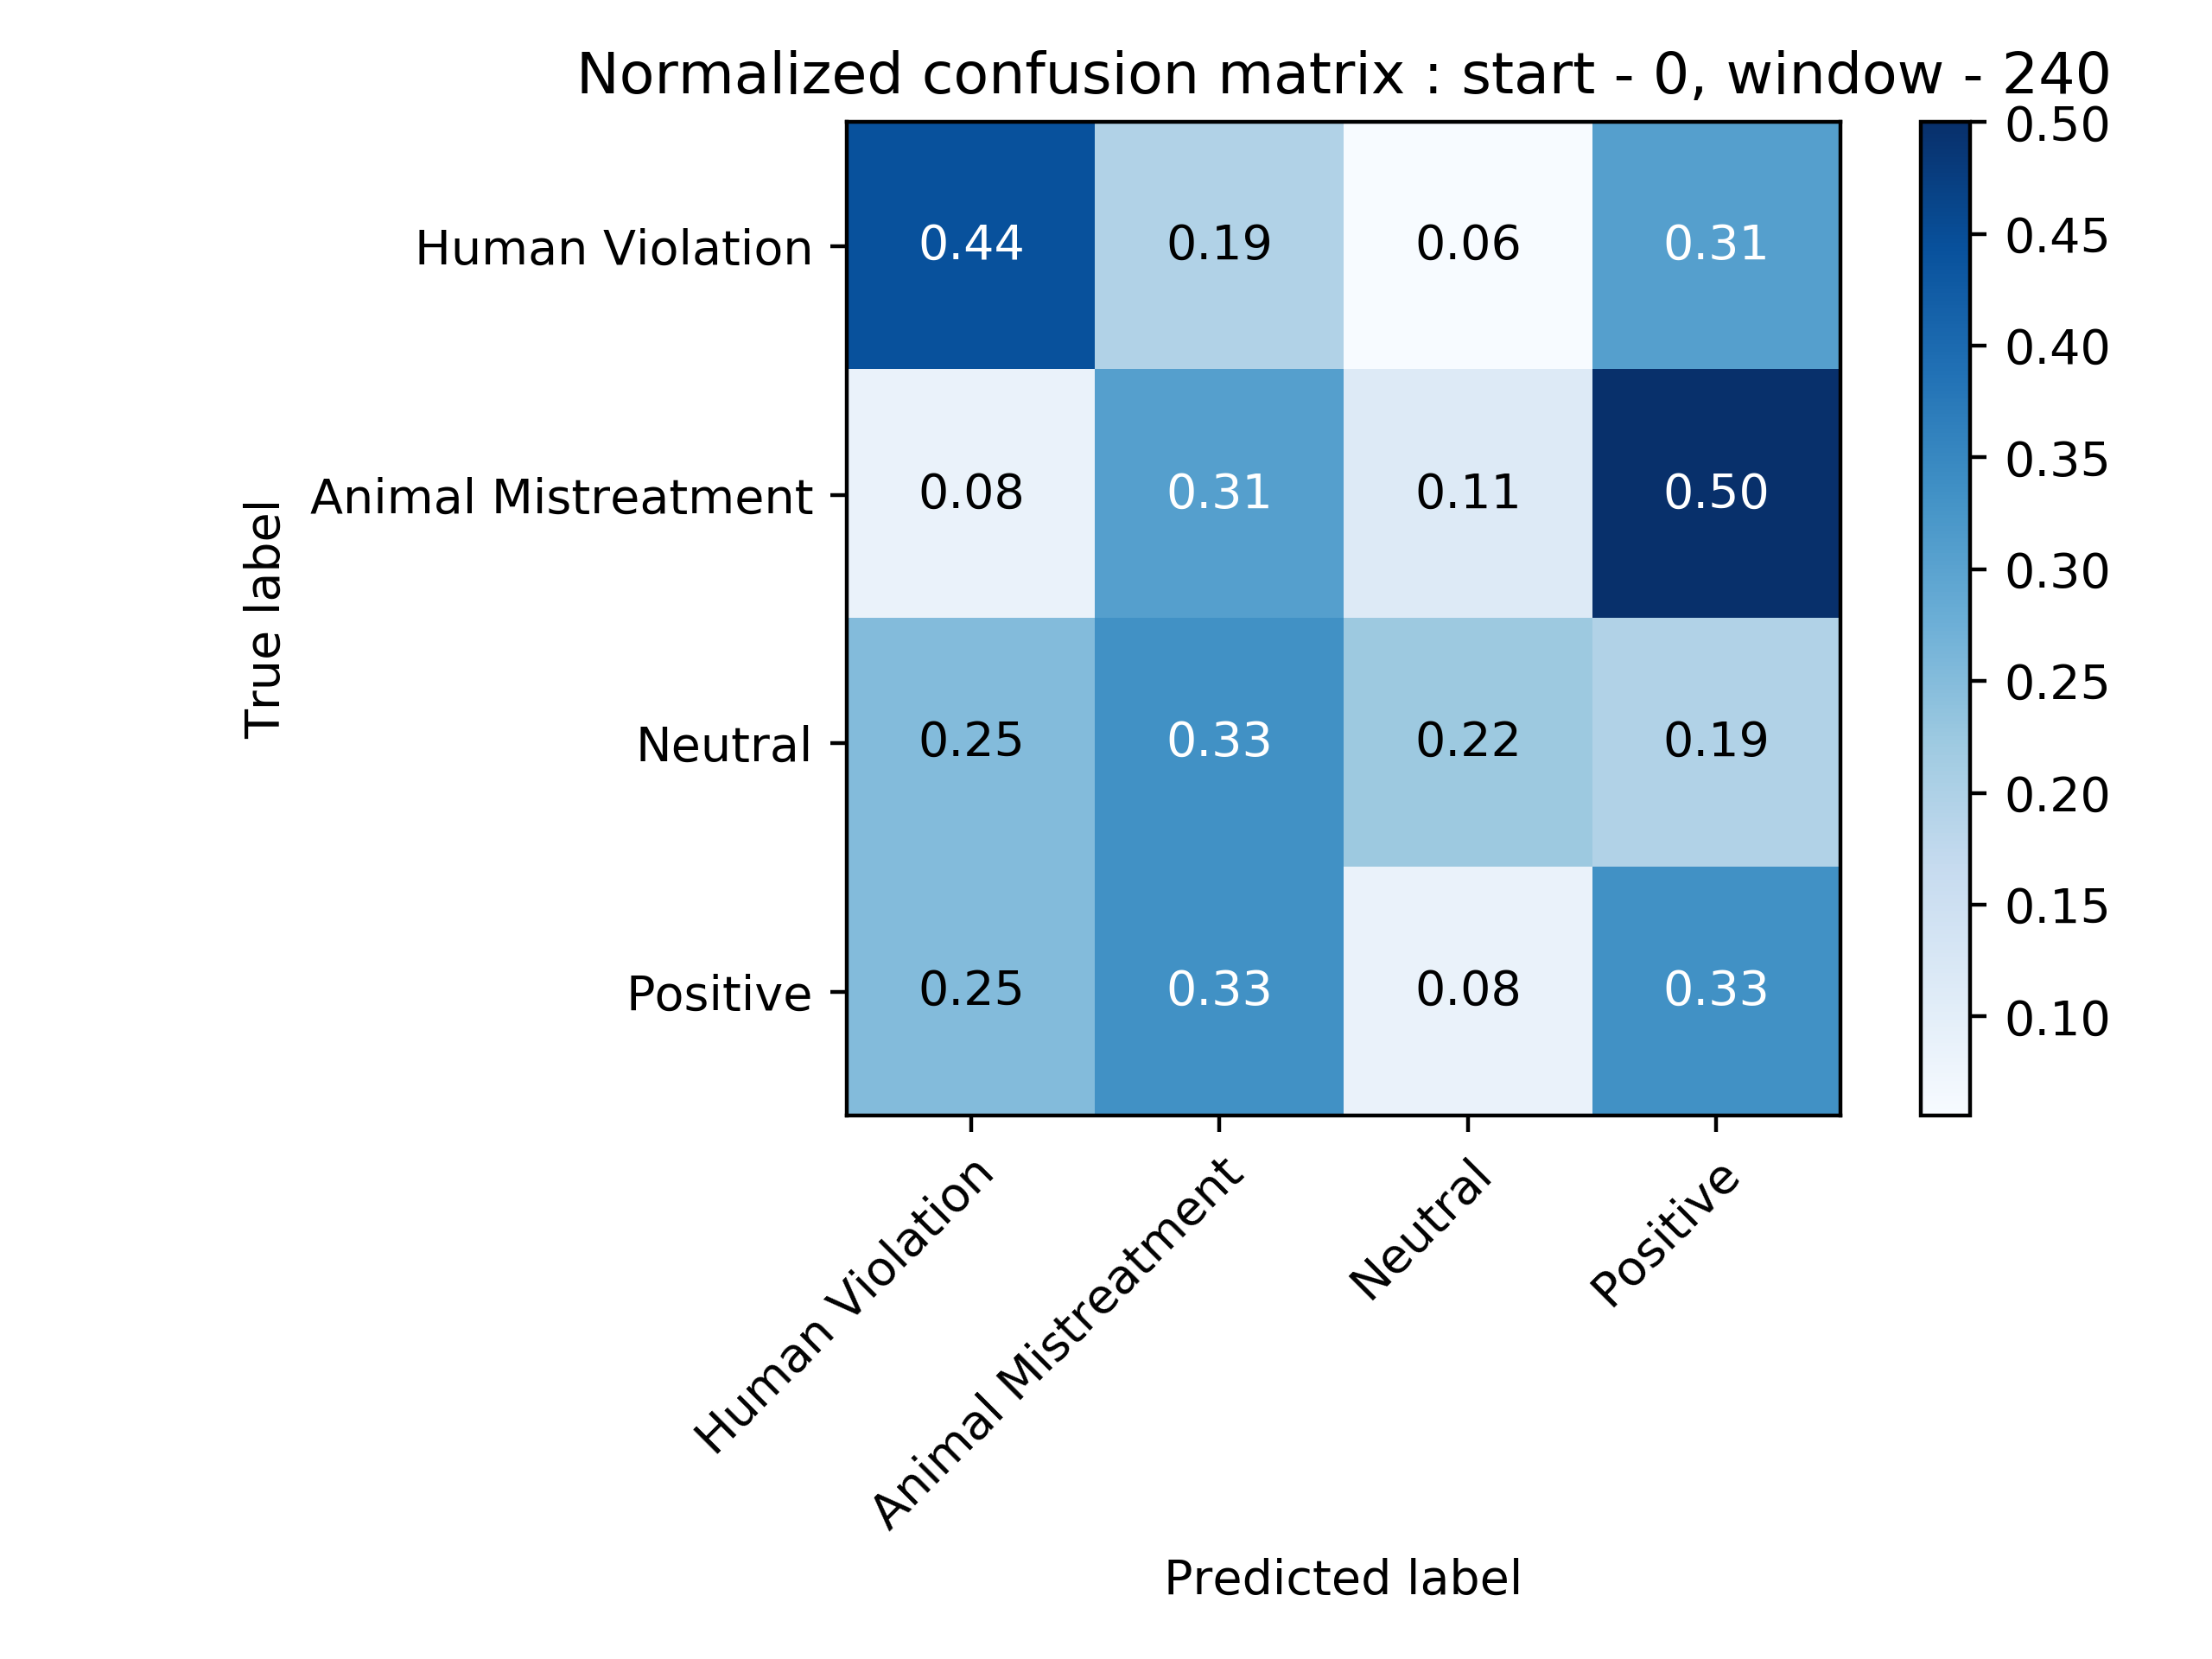 Normalized confusion matrix : start - 0, window - 240
True label
Human Violation
Animal Mistreatment
Neutral
Positive
0.44 0.19 0.06 0.31
0.08 0.31 0.11 0.50
0.25 0.33 0.22 0.19
0.25 0.33 0.08 0.33
Human Violation
Animal Mistreatment
Neutral
Positive
Predicted label
0.50
0.45
0.40
0.35
0.30
0.25
0.20
0.15
0.10